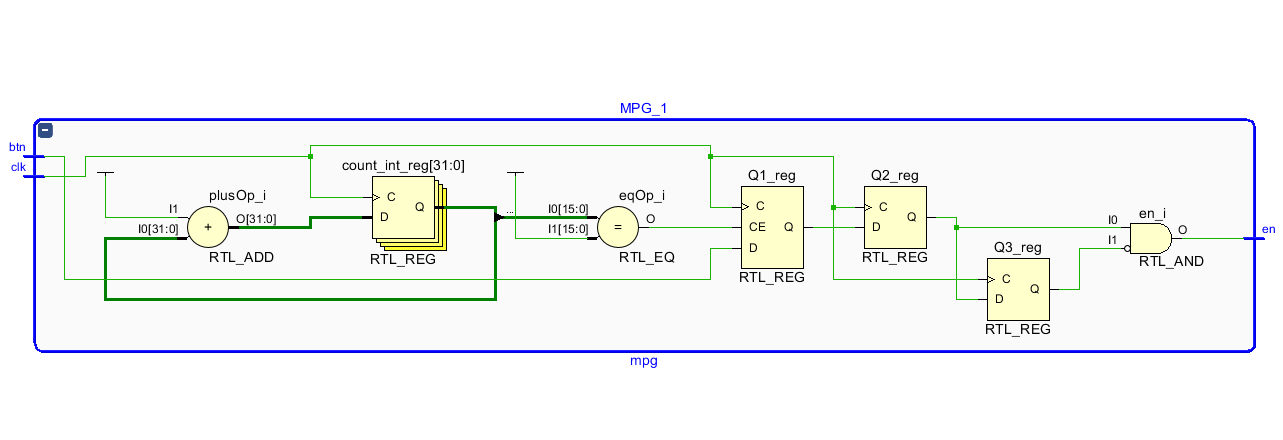 MPG_1
btn
clk
plusOp_i
I1
I0[31:0]
+
O[31:0]
RTL_ADD
count_int_reg[31:0]
C
D
Q
RTL_REG
...
eqOp_i
I0[15:0]
I1[15:0]
=
O
RTL_EQ
Q1_reg
C
CE
D
Q
RTL_REG
Q2_reg
C
D
Q
RTL_REG
Q3_reg
C
D
Q
RTL_REG
en_i
I0
I1
O
RTL_AND
en
mpg